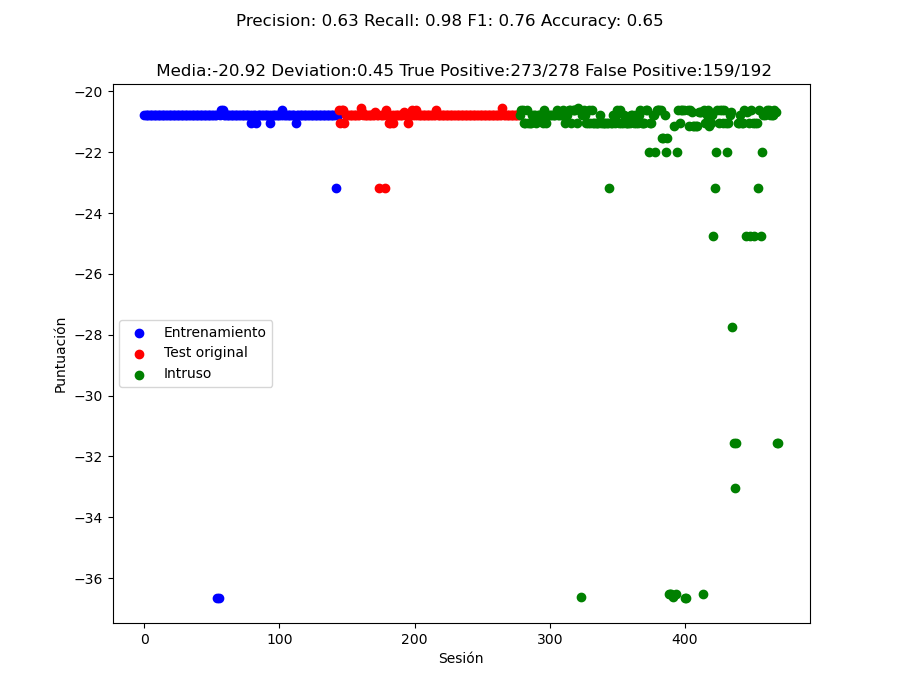 Precision: 0.63 Recall: 0.98 F1: 0.76 Accuracy: 0.65
Media:-20.92 Deviation:0.45 True Positive:273/278 False Positive:159/192
−20
−22
−24
−26
−28
−30
−32
−34
−36
Puntuación
Entrenamiento
Test original
Intruso
0
100
200
300
400
Sesión